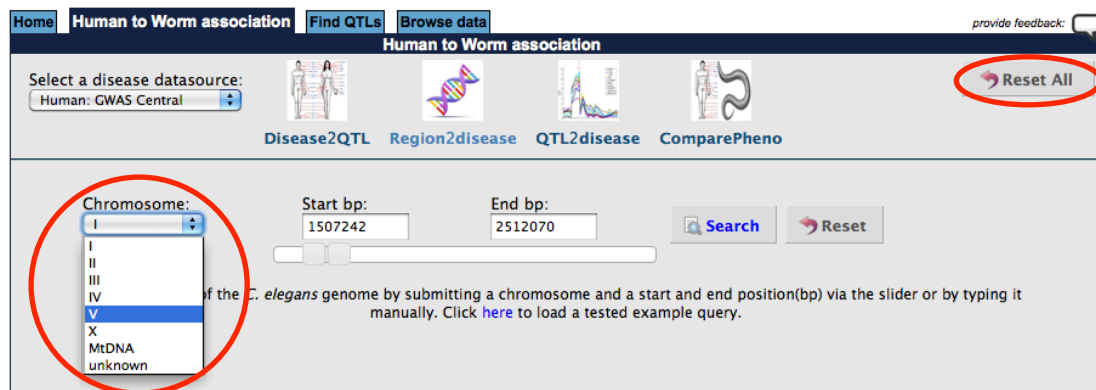 Home Human to Worm association Find QTLs Browse data provide feedback:
Human to Worm association
Select a disease datasource:
Human: GWAS Central
Reset All
Disease2QTL Region2disease QTL2disease ComparePheno
Chromosome: Start bp: End bp:
I 1507242 2512070 Search Reset
I
II
III
IV
V
X
MtDNA
unknown
of the C. elegans genome by submitting a chromosome and a start and end position(bp) via the slider or by typing it
manually. Click here to load a tested example query.